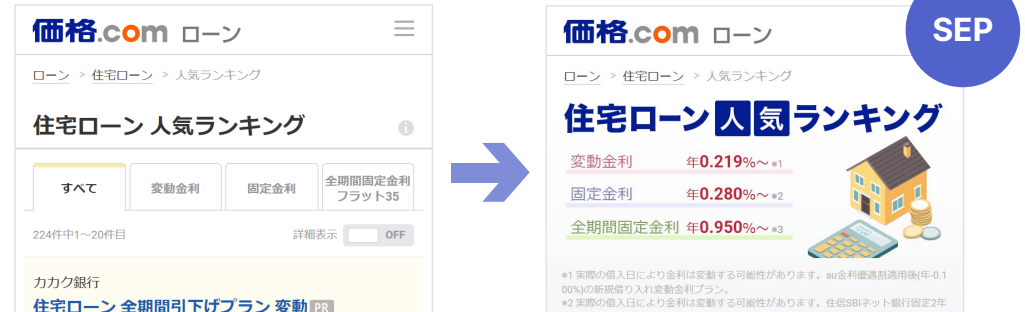 価格.com ローン
ローン > 住宅ローン > 人気ランキング
住宅ローン 人気ランキング
すべて
変動金利
固定金利
全期間固定金利
フラット35
224件中1～20件目
詳細表示 OFF
カカク銀行
住宅ローン 全期間引下げプラン 変動 PR
SEP
価格.com ローン
ローン > 住宅ローン > 人気ランキング
住宅ローン人気ランキング
変動金利 年0.219%～※1
固定金利 年0.280%～※2
全期間固定金利 年0.950%～※3
※1 実際の借入日により金利は変動する可能性があります。au金利優遇割適用後(年-0.1
00%)の新規借り入れ変動金利プラン。
※2 実際の借入日により金利は変動する可能性があります。住信SBIネット銀行固定2年